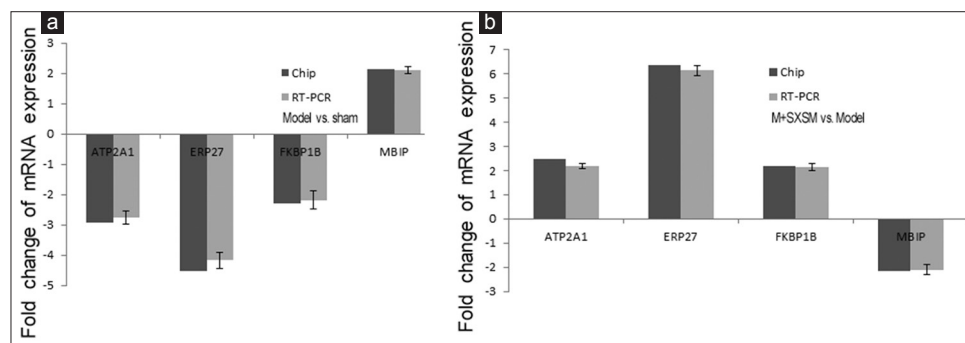 a
Fold change of mRNA expression
3
2
1
0
-1
-2
-3
-4
-5
Chip
RT-PCR
Model vs. sham
ATP2A1 ERP27 FKBP1B MBIP
b
Fold change of mRNA expression
7
6
5
4
3
2
1
0
-1
-2
-3
Chip
RT-PCR
M+SXSM vs. Model
ATP2A1 ERP27 FKBP1B MBIP